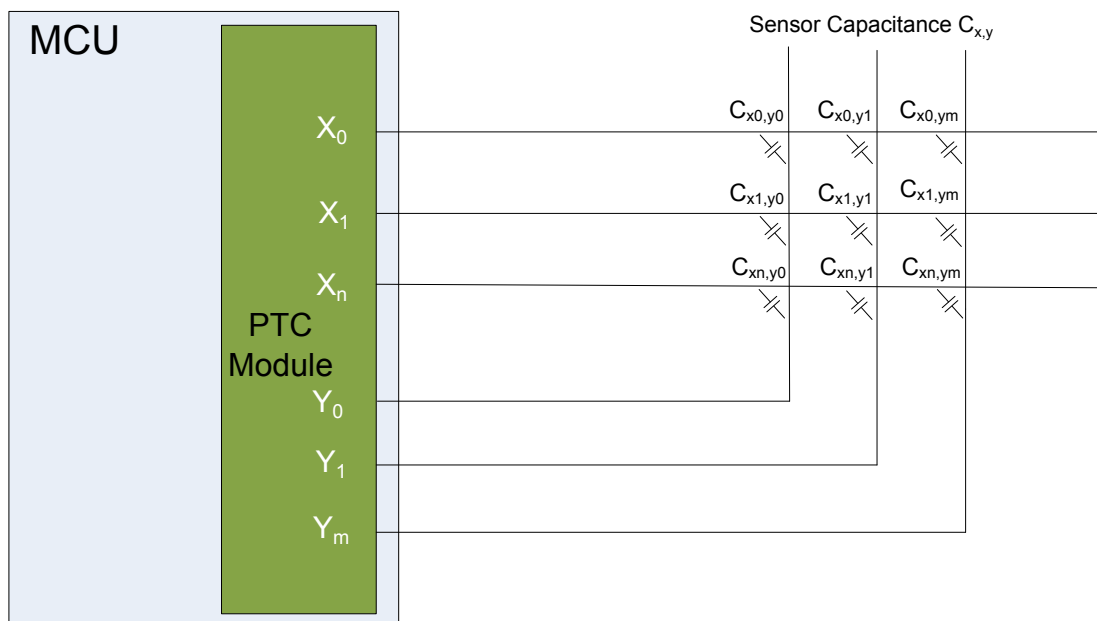 MCU
Sensor Capacitance Cx,y
X0
Cx0,y0 Cx0,y1 Cx0,ym
X1
Cx1,y0 Cx1,y1 Cx1,ym
Xn
Cxn,y0 Cxn,y1 Cxn,ym
PTC
Module
Y0
Y1
Ym